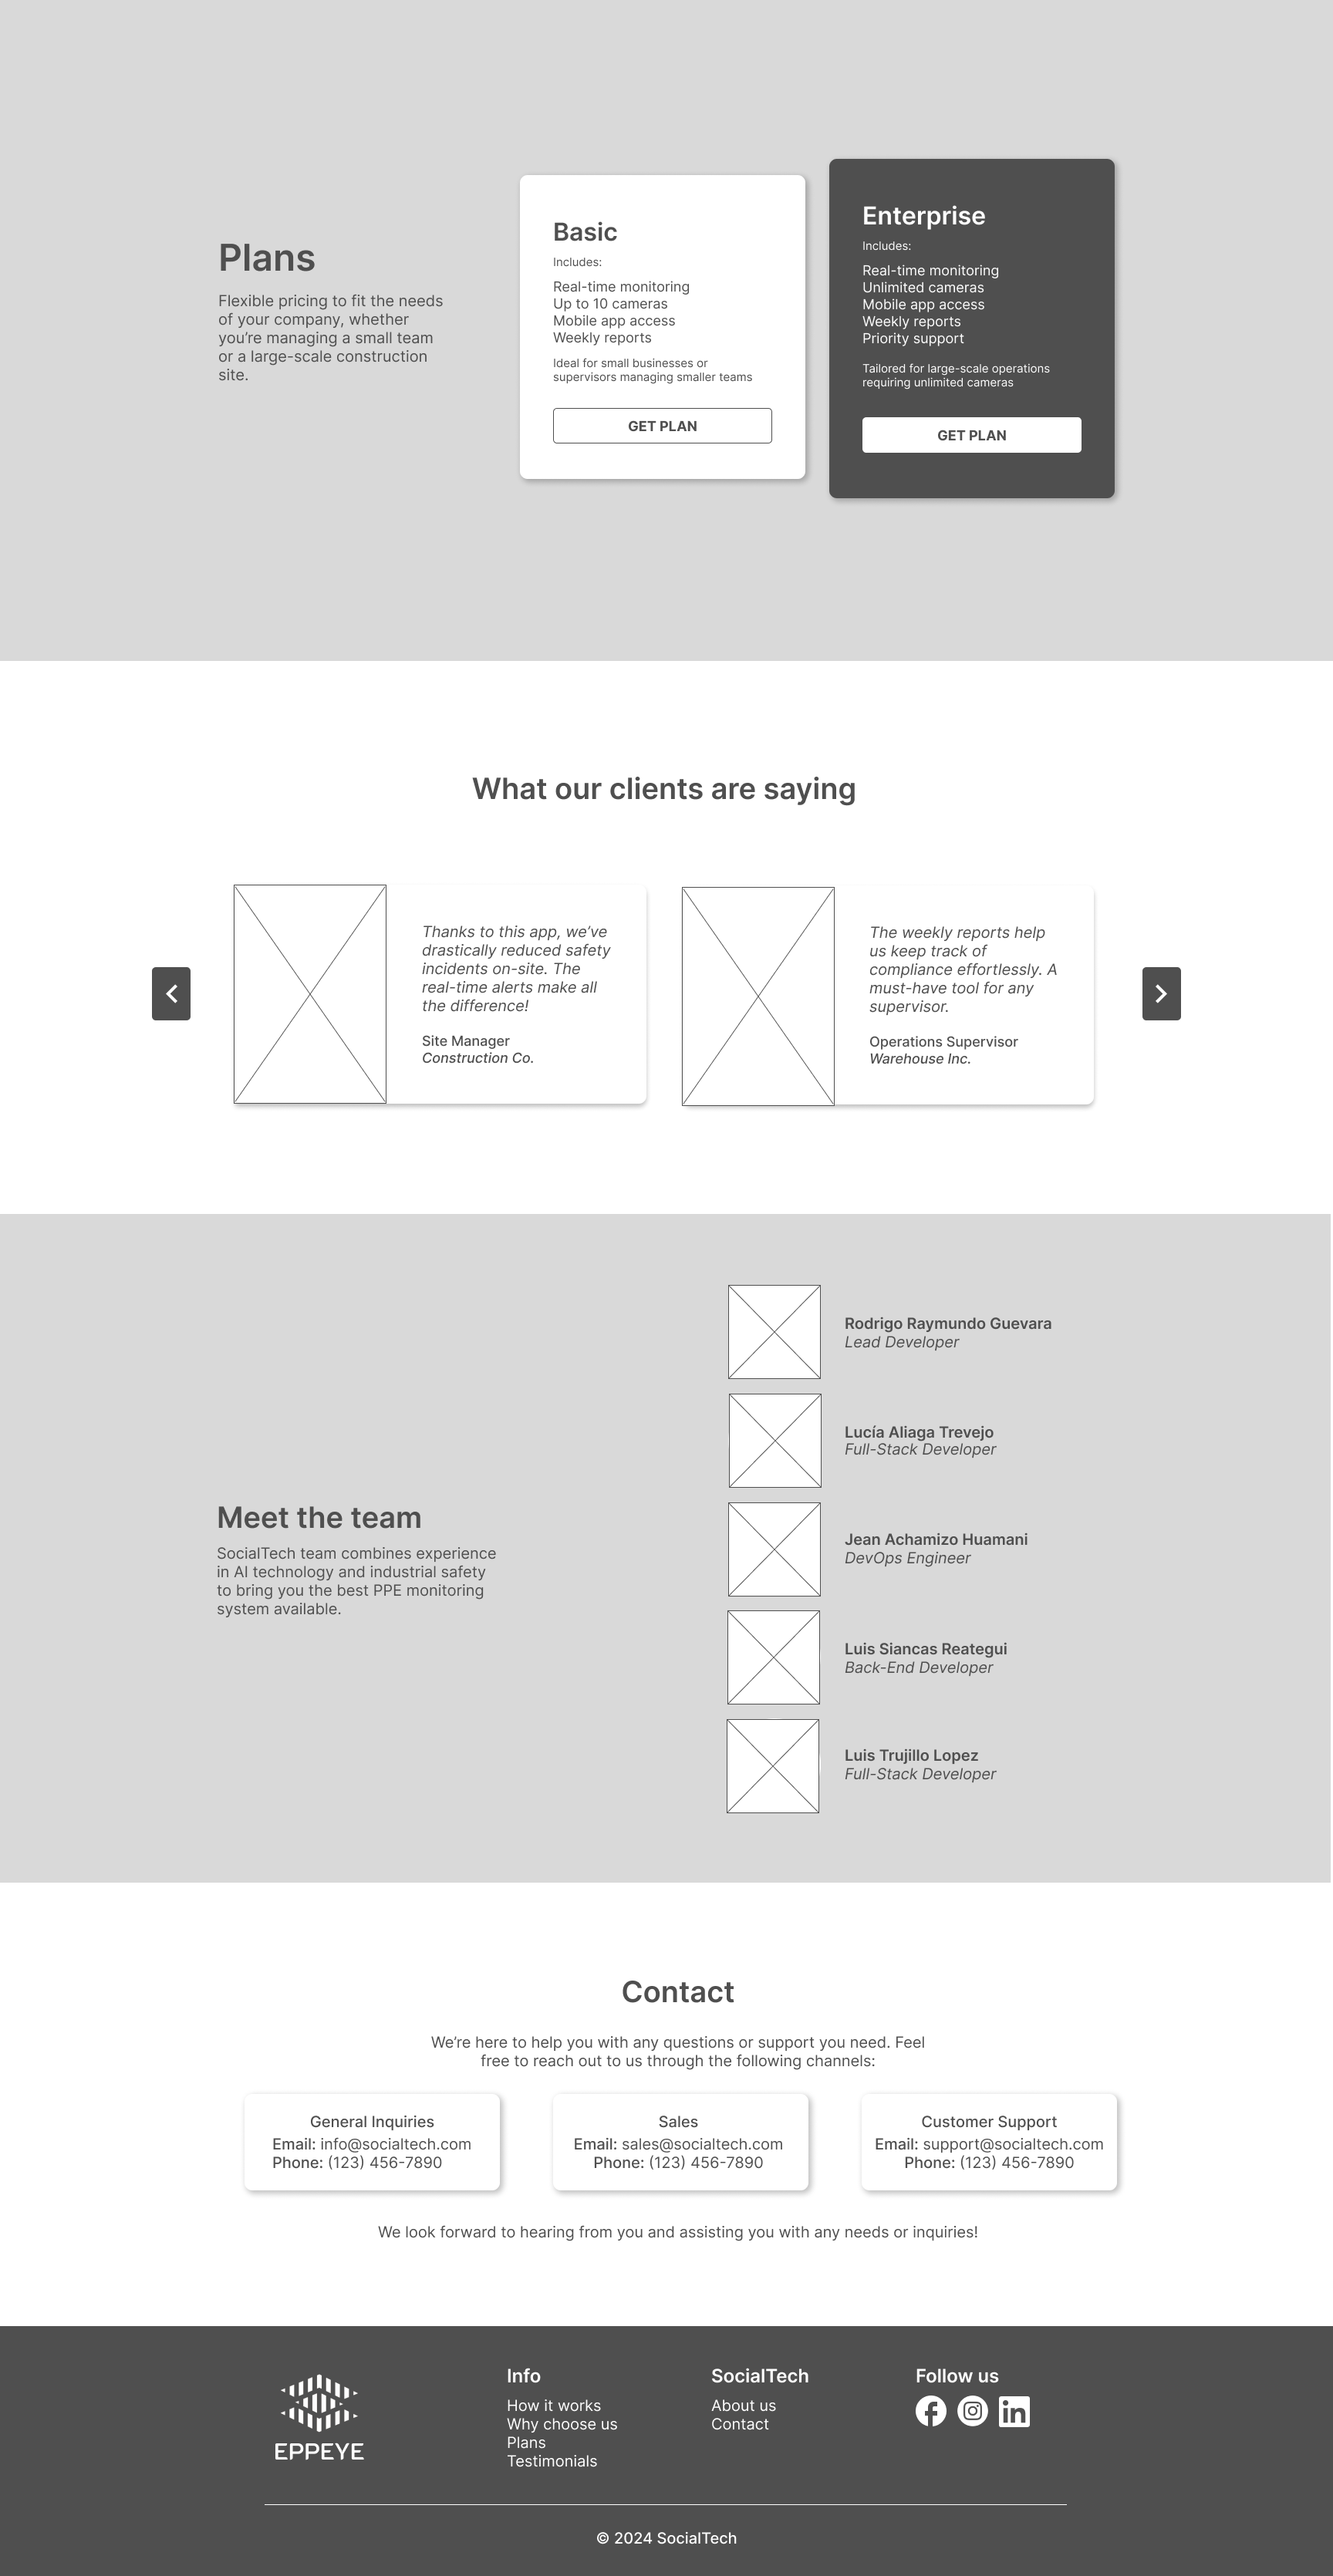 Plans
Flexible pricing to fit the needs
of your company, whether
you’re managing a small team
or a large-scale construction
site.
Basic
Includes:
Real-time monitoring
Up to 10 cameras
Mobile app access
Weekly reports
Ideal for small businesses or
supervisors managing smaller teams
GET PLAN
Enterprise
Includes:
Real-time monitoring
Unlimited cameras
Mobile app access
Weekly reports
Priority support
Tailored for large-scale operations
requiring unlimited cameras
GET PLAN
What our clients are saying
Thanks to this app, we’ve
drastically reduced safety
incidents on-site. The
real-time alerts make all
the difference!
Site Manager
Construction Co.
The weekly reports help
us keep track of
compliance effortlessly. A
must-have tool for any
supervisor.
Operations Supervisor
Warehouse Inc.
Meet the team
SocialTech team combines experience
in AI technology and industrial safety
to bring you the best PPE monitoring
system available.
Rodrigo Raymundo Guevara
Lead Developer
Lucía Aliaga Trevejo
Full-Stack Developer
Jean Achamizo Huamani
DevOps Engineer
Luis Siancas Reategui
Back-End Developer
Luis Trujillo Lopez
Full-Stack Developer
Contact
We’re here to help you with any questions or support you need. Feel
free to reach out to us through the following channels:
General Inquiries
Email: info@socialtech.com
Phone: (123) 456-7890
Sales
Email: sales@socialtech.com
Phone: (123) 456-7890
Customer Support
Email: support@socialtech.com
Phone: (123) 456-7890
We look forward to hearing from you and assisting you with any needs or inquiries!
EPPEYE
Info
How it works
Why choose us
Plans
Testimonials
SocialTech
About us
Contact
Follow us
© 2024 SocialTech